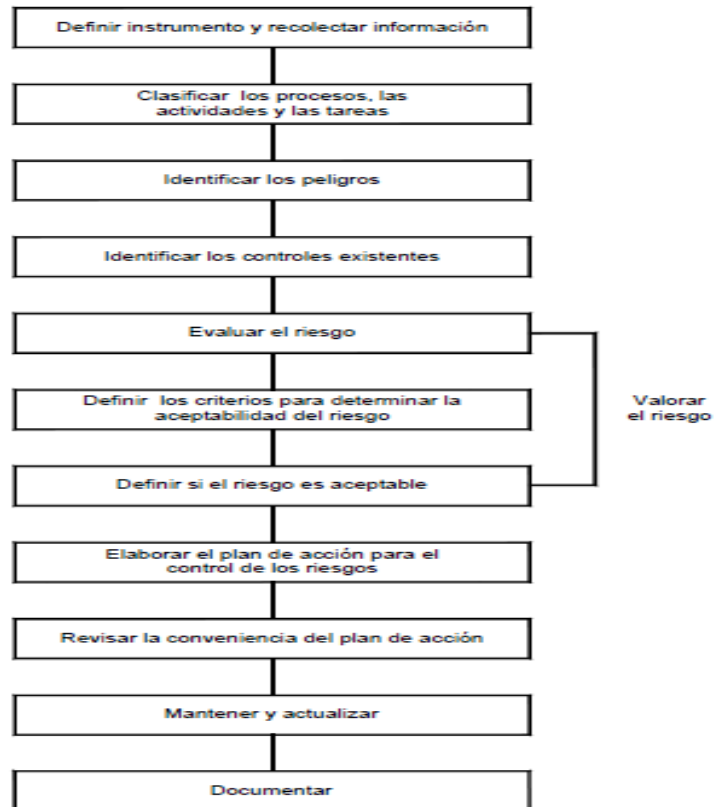 Definir instrumento y recolectar información
Clasificar los procesos, las
actividades y las tareas
Identificar los peligros
Identificar los controles existentes
Evaluar el riesgo
Definir los criterios para determinar la
aceptabilidad del riesgo
Valorar
el riesgo
Definir si el riesgo es aceptable
Elaborar el plan de acción para el
control de los riesgos
Revisar la conveniencia del plan de acción
Mantener y actualizar
Documentar